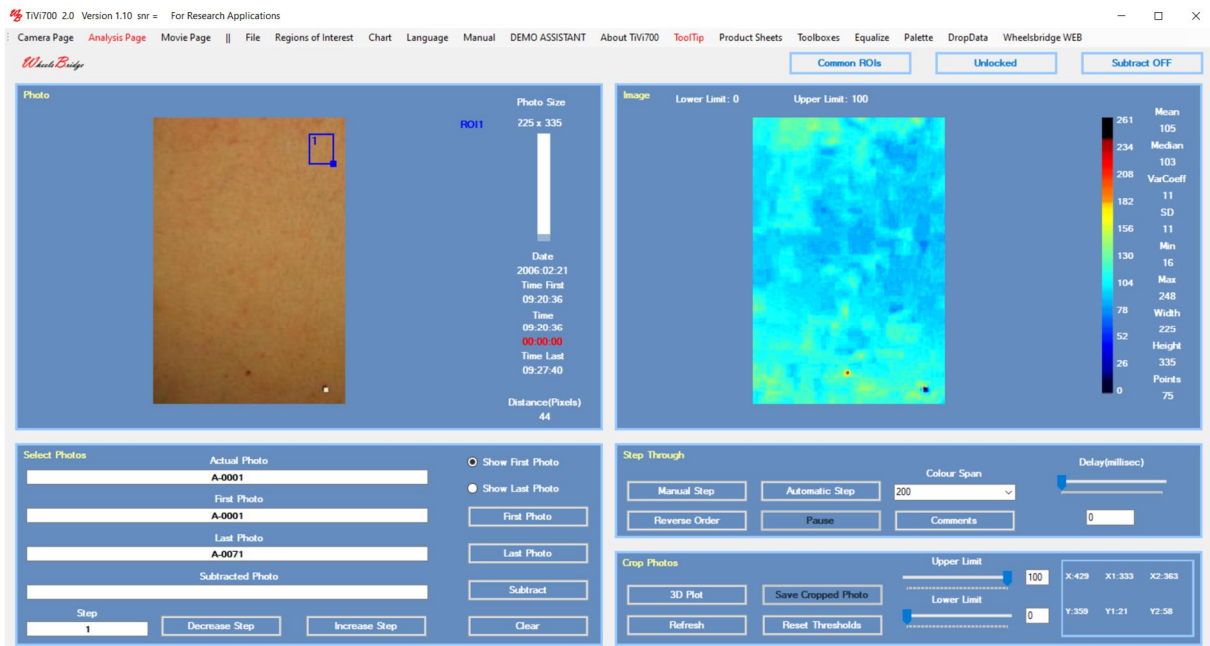 TiVi700 2.0 Version 1.10 snr = For Research Applications
Camera Page Analysis Page Movie Page || File Regions of Interest Chart Language Manual DEMO ASSISTANT About TiVi700 ToolTip Product Sheets Toolboxes Equalize Palette DropData Wheelsbridge WEB
WheelsBridge
Common ROIs Unlocked Subtract OFF
Photo
Photo Size
ROI1 225 x 335
1
Date
2006:02:21
Time First
09:20:36
Time
09:20:36
00:00:00
Time Last
09:27:40
Distance(Pixels)
44
Image Lower Limit: 0 Upper Limit: 100
261
234
208
182
156
130
104
78
52
26
0
Mean
105
Median
103
VarCoeff
11
SD
11
Min
16
Max
248
Width
225
Height
335
Points
75
Select Photos
Actual Photo
A-0001
First Photo
A-0001
Last Photo
A-0071
Subtracted Photo
Step
1
Decrease Step Increase Step
Show First Photo
Show Last Photo
First Photo
Last Photo
Subtract
Clear
Step Through
Manual Step Automatic Step
Reverse Order Pause
Colour Span
200
Comments
Delay(millisec)
0
Crop Photos
3D Plot Save Cropped Photo
Refresh Reset Thresholds
Upper Limit
100
Lower Limit
0
X:429 X1:333 X2:363
Y:359 Y1:21 Y2:58